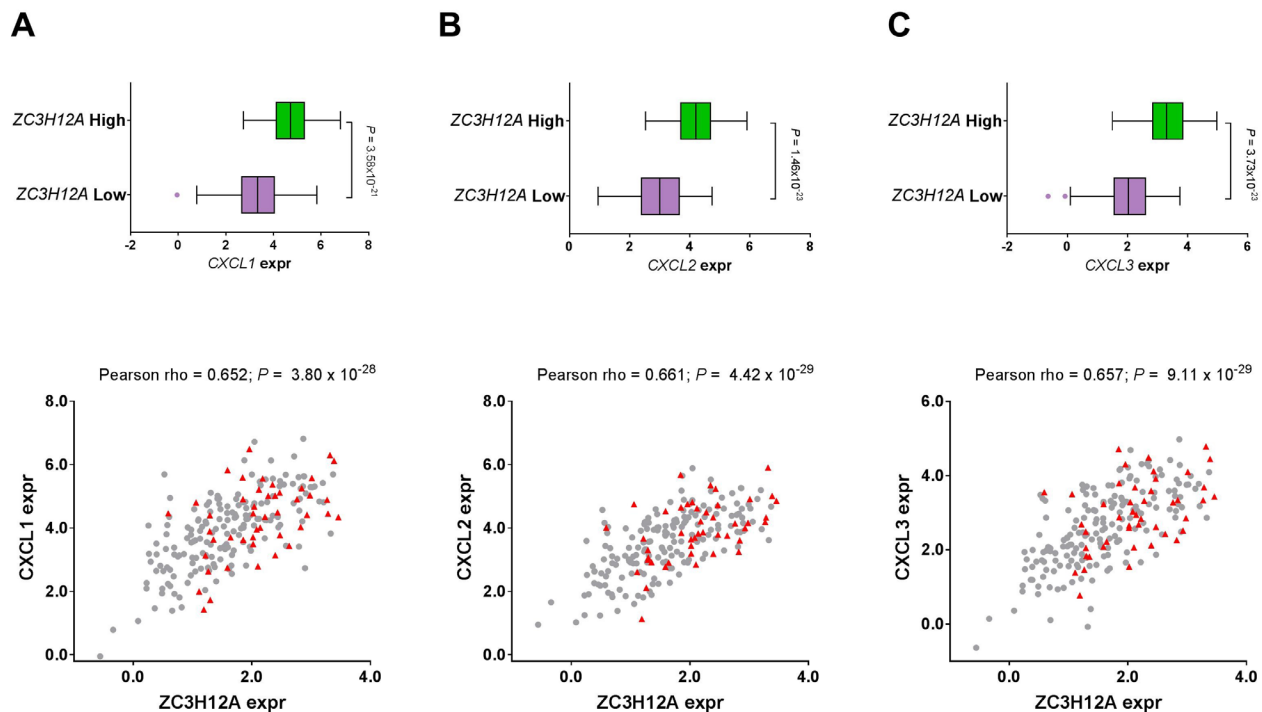 A
B
C
ZC3H12A High
ZC3H12A Low
P = 3.58x10-21
-2 0 2 4 6 8
CXCL1 expr
ZC3H12A High
ZC3H12A Low
P = 1.46x10-23
0 2 4 6 8
CXCL2 expr
ZC3H12A High
ZC3H12A Low
P = 3.73x10-23
-2 0 2 4 6
CXCL3 expr
Pearson rho = 0.652; P = 3.80 x 10-28
8.0
6.0
4.0
2.0
0.0
CXCL1 expr
0.0 2.0 4.0
ZC3H12A expr
Pearson rho = 0.661; P = 4.42 x 10-29
8.0
6.0
4.0
2.0
0.0
CXCL2 expr
0.0 2.0 4.0
ZC3H12A expr
Pearson rho = 0.657; P = 9.11 x 10-29
6.0
4.0
2.0
0.0
CXCL3 expr
0.0 2.0 4.0
ZC3H12A expr